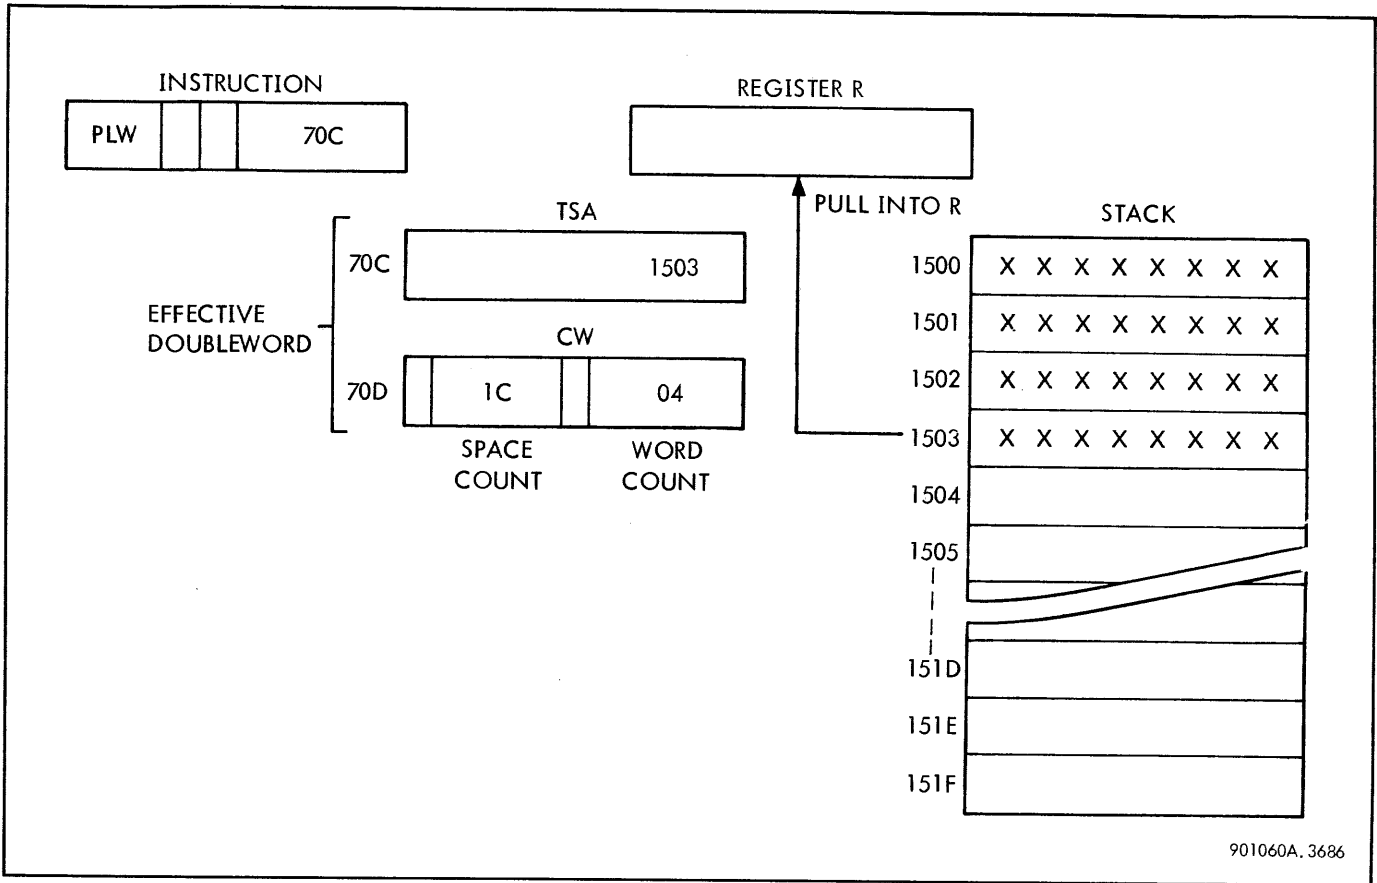 INSTRUCTION
PLW 70C
REGISTER R
PULL INTO R
TSA
70C 1503
EFFECTIVE
DOUBLEWORD
CW
70D 1C 04
SPACE
COUNT
WORD
COUNT
STACK
1500 X X X X X X X X
1501 X X X X X X X X
1502 X X X X X X X X
1503 X X X X X X X X
1504
1505
151D
151E
151F
901060A.3686